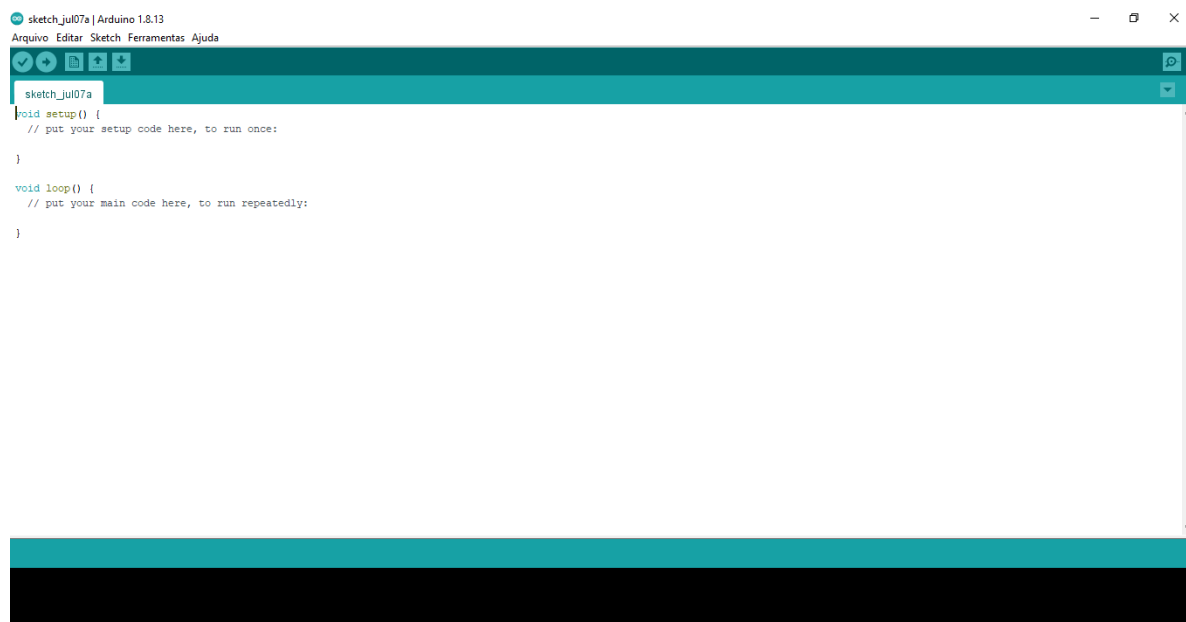 sketch_jul07a | Arduino 1.8.13
Arquivo Editar Sketch Ferramentas Ajuda
sketch_jul07a
void setup() {
  // put your setup code here, to run once:
}
void loop() {
  // put your main code here, to run repeatedly:
}